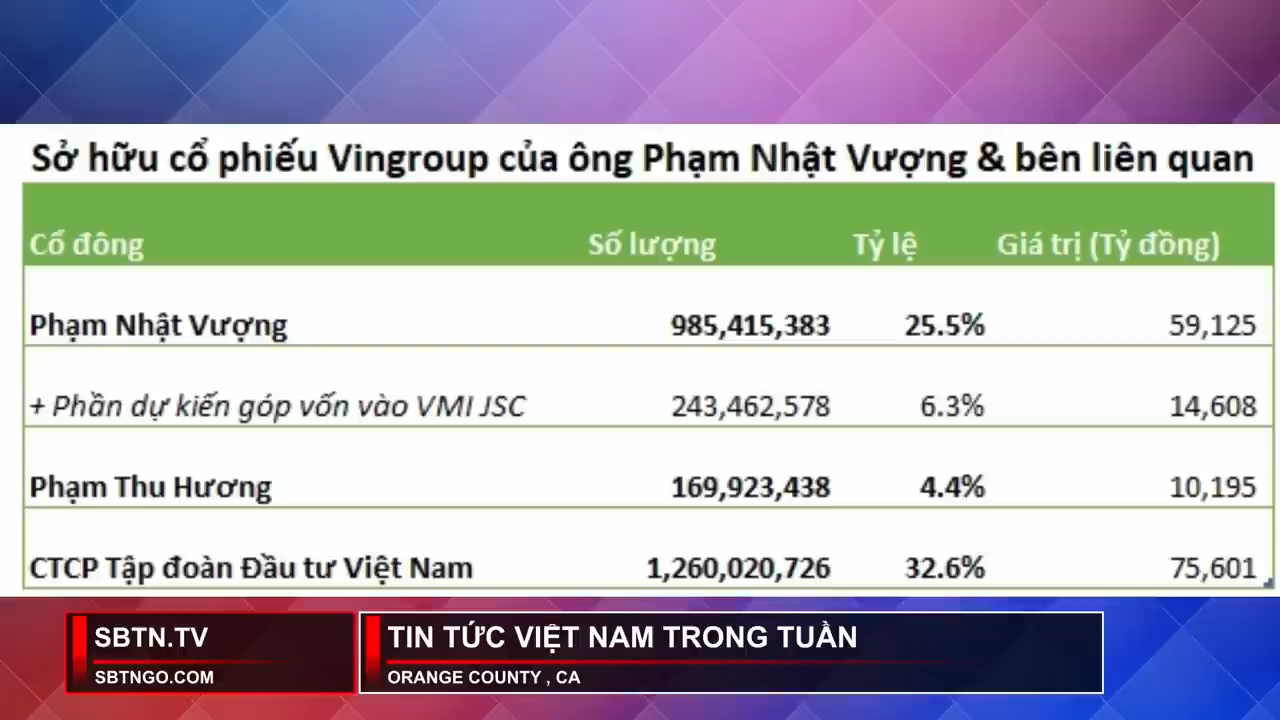 Sở hữu cổ phiếu Vingroup của ông Phạm Nhật Vượng & bên liên quan
Cổ đông Số lượng Tỷ lệ Giá trị (Tỷ đồng)
Phạm Nhật Vượng 985,415,383 25.5% 59,125
+ Phần dự kiến góp vốn vào VMI JSC 243,462,578 6.3% 14,608
Phạm Thu Hương 169,923,438 4.4% 10,195
CTCP Tập đoàn Đầu tư Việt Nam 1,260,020,726 32.6% 75,601
SBTN.TV
SBTNGO.COM
TIN TỨC VIỆT NAM TRONG TUẦN
ORANGE COUNTY , CA